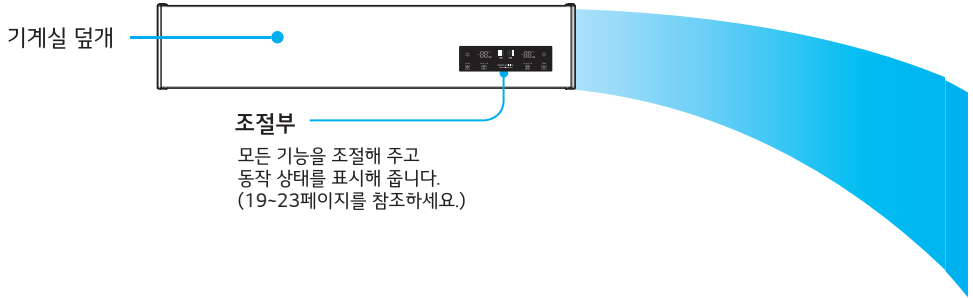 기계실 덮개
조절부
모든 기능을 조절해 주고
동작 상태를 표시해 줍니다.
(19~23페이지를 참조하세요.)